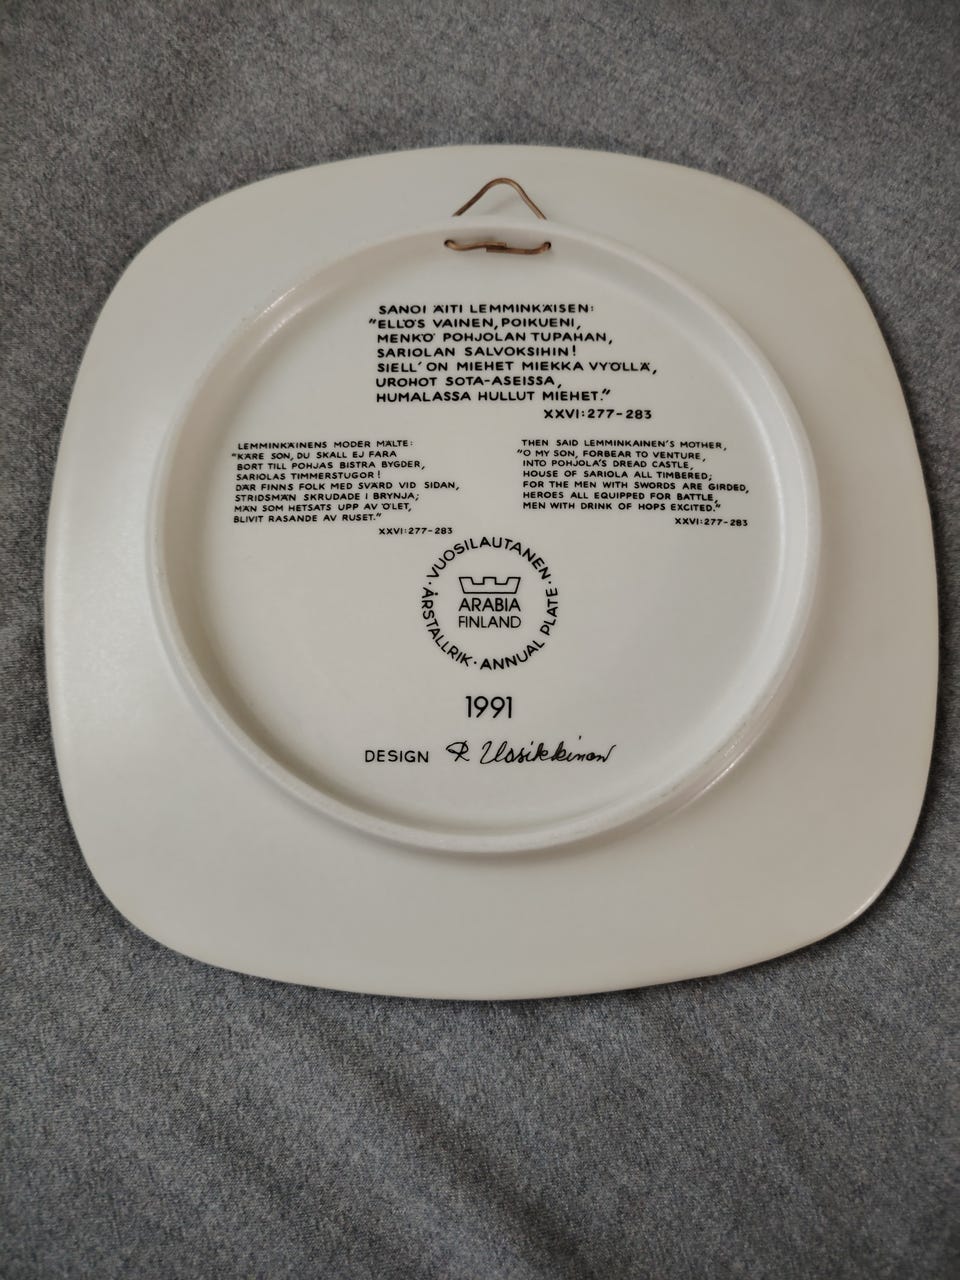 SANOI ÄITI LEMMINKÄISEN:
"ELLÖS VAINEN, POIKUENI,
MENKÖ POHJOLAN TUPAHAN,
SARIOLAN SALVOKSIHIN!
SIELL' ON MIEHET MIEKKA VYÖLLÄ,
UROHOT SOTA-ASEISSA,
HUMALASSA HULLUT MIEHET."
XXVI:277-283
LEMMINKÄINENS MODER MÄLTE:
"KÄRE SON, DU SKALL EJ FARA
BORT TILL POHJAS BISTRA BYGDER,
SARIOLAS TIMMERSTUGOR!
DÄR FINNS FOLK MED SVÄRD VID SIDAN,
STRIDSMÄN SKRUDADE I BRYNJA;
MÄN SOM HETSATS UPP AV ÖLET,
BLIVIT RASANDE AV RUSET."
XXVI:277-283
THEN SAID LEMMINKAINEN'S MOTHER,
"O MY SON, FORBEAR TO VENTURE,
INTO POHJOLA'S DREAD CASTLE,
HOUSE OF SARIOLA ALL TIMBERED;
FOR THE MEN WITH SWORDS ARE GIRDED,
HEROES ALL EQUIPPED FOR BATTLE,
MEN WITH DRINK OF HOPS EXCITED."
XXVI:277-283
· VUOSILAUTANEN · ANNUAL PLATE · ÅRSTALLRIK
ARABIA
FINLAND
1991
DESIGN R Uosikkinen